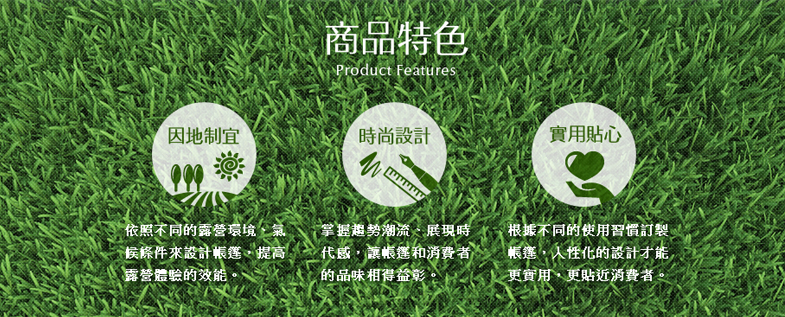 商品特色
Product Features
因地制宜
時尚設計
實用貼心
依照不同的露營環境、氣
候條件來設計帳篷，提高
露營體驗的效能。
掌握趨勢潮流、展現時
代感，讓帳篷和消費者
的品味相得益彰。
根據不同的使用習慣訂製
帳篷，人性化的設計才能
更實用，更貼近消費者。